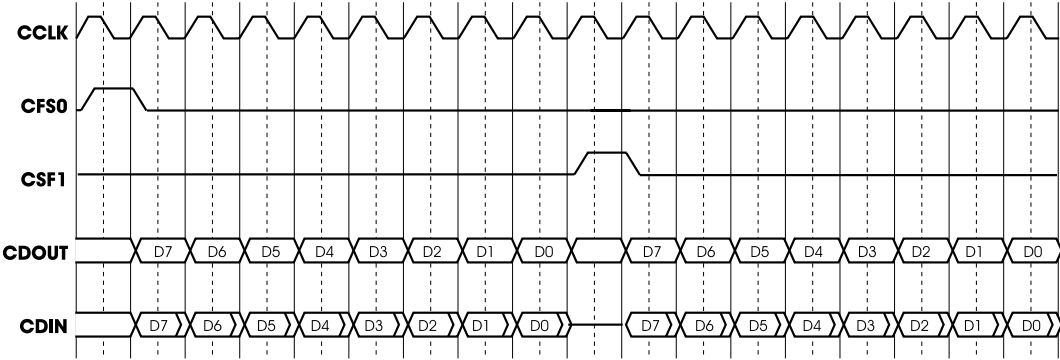 CCLK
CFS0
CSF1
CDOUT D7 D6 D5 D4 D3 D2 D1 D0 D7 D6 D5 D4 D3 D2 D1 D0
CDIN D7 D6 D5 D4 D3 D2 D1 D0 D7 D6 D5 D4 D3 D2 D1 D0